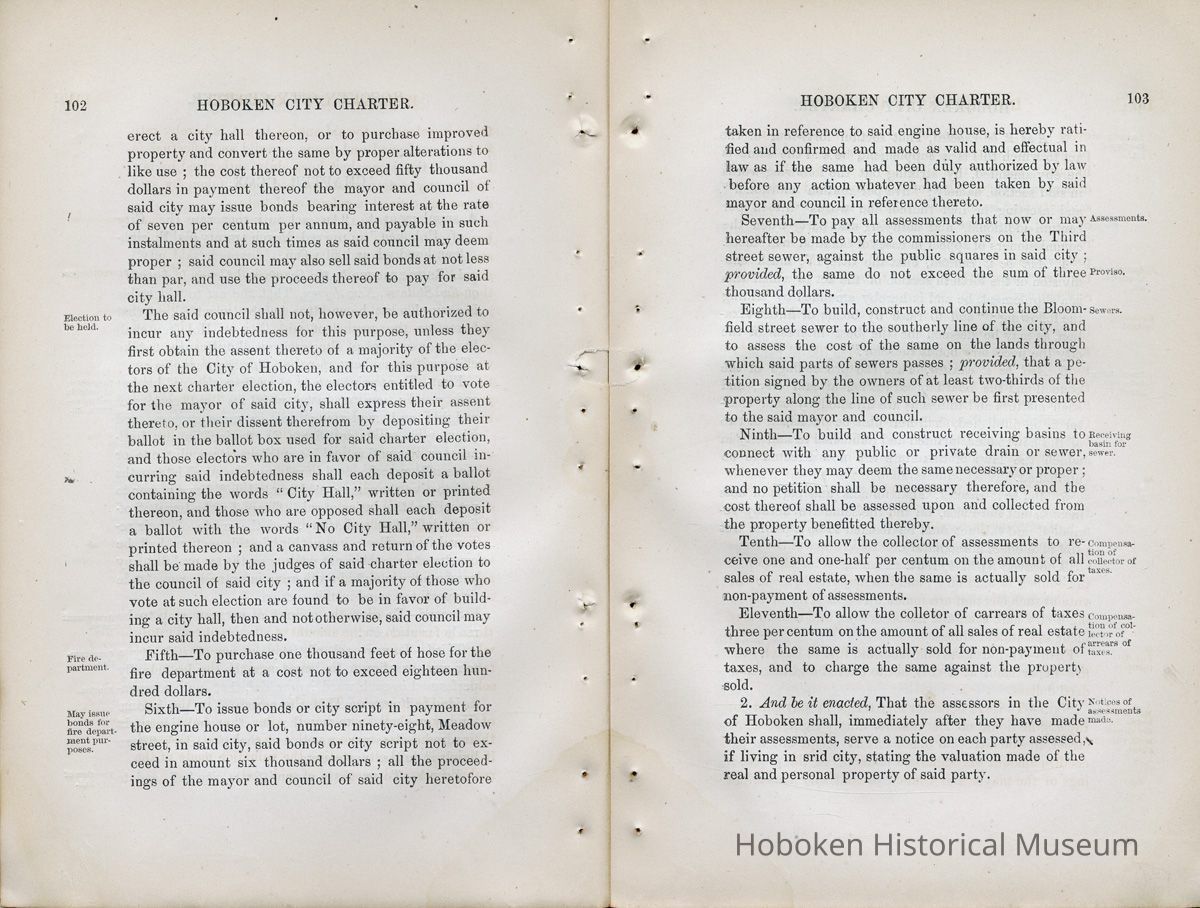 102
HOBOKEN CITY CHARTER.
erect a city hall thereon, or to purchase improved
property and convert the same by proper alterations to
like use ; the cost thereof not to exceed fifty thousand
dollars in payment thereof the mayor and council of
said city may issue bonds bearing interest at the rate
of seven per centum per annum, and payable in such
instalments and at such times as said council may deem
proper ; said council may also sell said bonds at not less
than par, and use the proceeds thereof to pay for said
city hall.
Election to
be held.
The said council shall not, however, be authorized to
incur any indebtedness for this purpose, unless they
first obtain the assent thereto of a majority of the elec-
tors of the City of Hoboken, and for this purpose at
the next charter election, the electors entitled to vote
for the mayor of said city, shall express their assent
thereto, or their dissent therefrom by depositing their
ballot in the ballot box used for said charter election,
and those electors who are in favor of said council in-
curring said indebtedness shall each deposit a ballot
containing the words “ City Hall,” written or printed
thereon, and those who are opposed shall each deposit
a ballot with the words “No City Hall,” written or
printed thereon ; and a canvass and return of the votes
shall be made by the judges of said charter election to
the council of said city ; and if a majority of those who
vote at such election are found to be in favor of build-
ing a city hall, then and not otherwise, said council may
incur said indebtedness.
Fire de-
partment.
Fifth—To purchase one thousand feet of hose for the
fire department at a cost not to exceed eighteen hun-
dred dollars.
May issue
bonds for
fire depart-
ment pur-
poses.
Sixth—To issue bonds or city script in payment for
the engine house or lot, number ninety-eight, Meadow
street, in said city, said bonds or city script not to ex-
ceed in amount six thousand dollars ; all the proceed-
ings of the mayor and council of said city heretofore
HOBOKEN CITY CHARTER.
103
taken in reference to said engine house, is hereby rati-
fied and confirmed and made as valid and effectual in
law as if the same had been duly authorized by law
before any action whatever had been taken by said
mayor and council in reference thereto.
Seventh—To pay all assessments that now or may
Assessments.
hereafter be made by the commissioners on the Third
street sewer, against the public squares in said city ;
provided, the same do not exceed the sum of three
Proviso.
thousand dollars.
Eighth—To build, construct and continue the Bloom-
Sewers.
field street sewer to the southerly line of the city, and
to assess the cost of the same on the lands through
which said parts of sewers passes ; provided, that a pe-
tition signed by the owners of at least two-thirds of the
property along the line of such sewer be first presented
to the said mayor and council.
Ninth—To build and construct receiving basins to
connect with any public or private drain or sewer,
whenever they may deem the same necessary or proper ;
and no petition shall be necessary therefore, and the
cost thereof shall be assessed upon and collected from
the property benefitted thereby.
Receiving
basin for
sewer.
Tenth—To allow the collector of assessments to re-
ceive one and one-half per centum on the amount of all
sales of real estate, when the same is actually sold for
non-payment of assessments.
Compensa-
tion of
collector of
taxes.
Eleventh—To allow the colletor of carrears of taxes
three per centum on the amount of all sales of real estate
where the same is actually sold for non-payment of
taxes, and to charge the same against the property
sold.
Compensa-
tion of col-
lector of
arrears of
taxes.
2. And be it enacted, That the assessors in the City
of Hoboken shall, immediately after they have made
their assessments, serve a notice on each party assessed,
if living in srid city, stating the valuation made of the
real and personal property of said party.
Notices of
assessments
made.
Hoboken Historical Museum